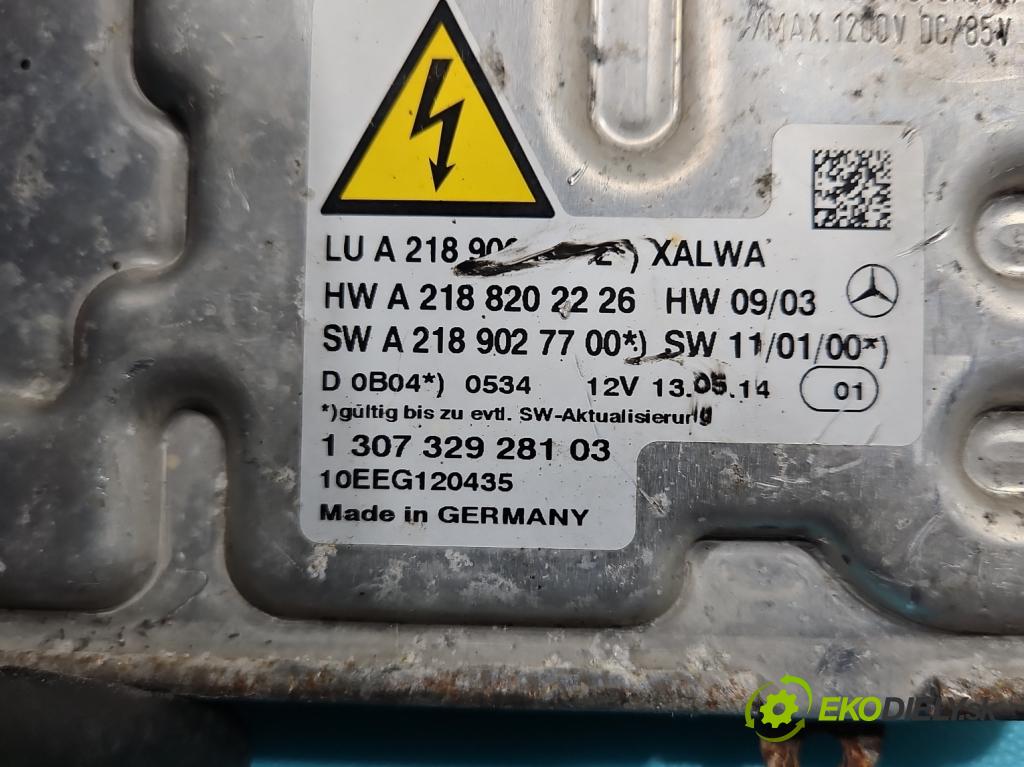 //MAX.1200V DC/85V
LU A 218 ) XALWA
HW A 218 820 22 26 HW 09/03
SW A 218 902 77 00*) SW 11/01/00*)
D 0B04*) 0534 12V 13.05.14 01
*)gültig bis zu evtl. SW-Aktualisierung
1 307 329 281 03
10EEG120435
Made in GERMANY
EKODIELY.SK